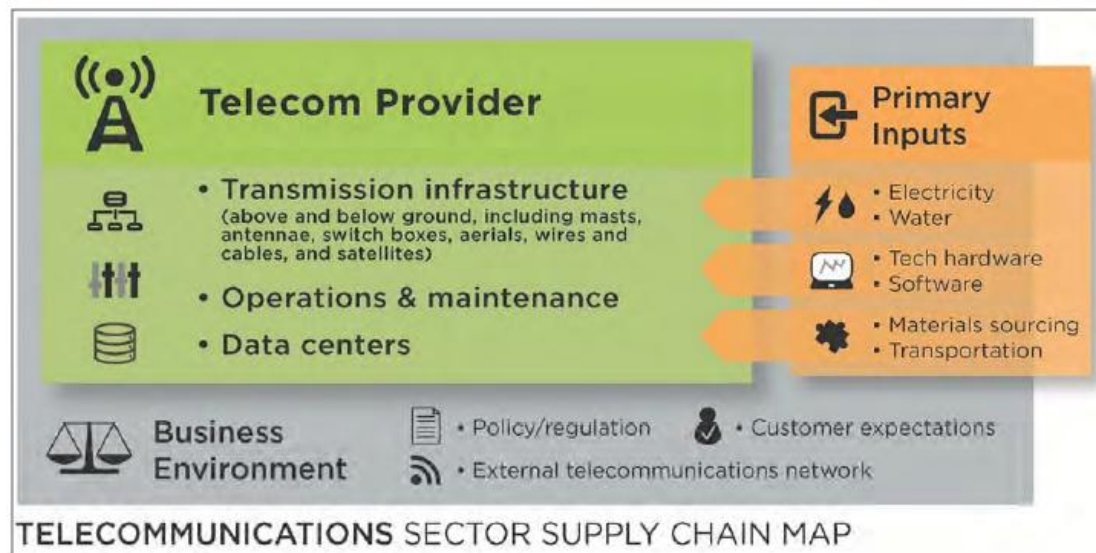 Telecom Provider
• Transmission infrastructure
(above and below ground, including masts,
antennae, switch boxes, aerials, wires and
cables, and satellites)
• Operations & maintenance
• Data centers
Primary
Inputs
• Electricity
• Water
• Tech hardware
• Software
• Materials sourcing
• Transportation
Business
Environment
• Policy/regulation
• Customer expectations
• External telecommunications network
TELECOMMUNICATIONS SECTOR SUPPLY CHAIN MAP